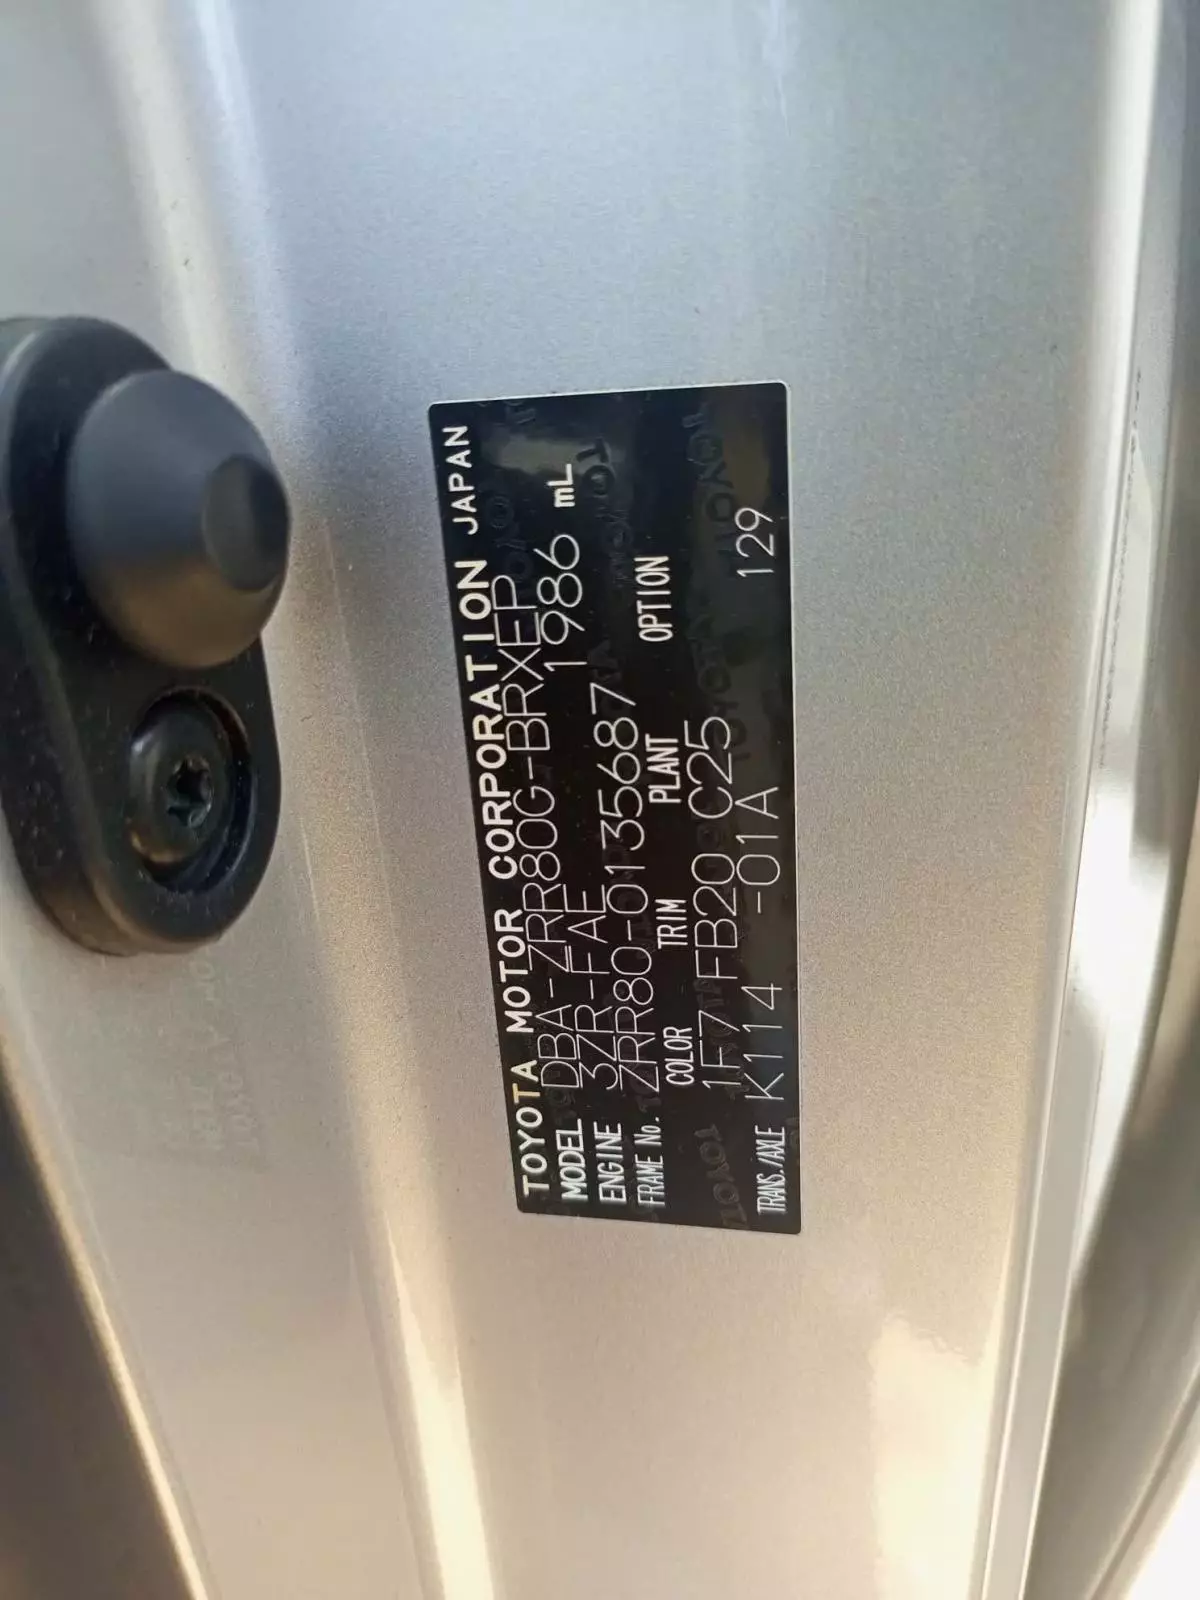 TOYOTA MOTOR CORPORATION JAPAN
MODEL DBA-ZRR80G-BRXEP
ENGINE 3ZR-FAE 1986 mL
FRAME No. ZRR80-0135687
COLOR TRIM PLANT OPTION
1F7 FB20 C25
TRANS./AXLE K114 -01A 129